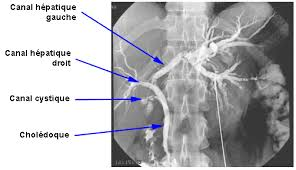 Canal hépatique
gauche
Canal hépatique
droit
Canal cystique
Cholédoque